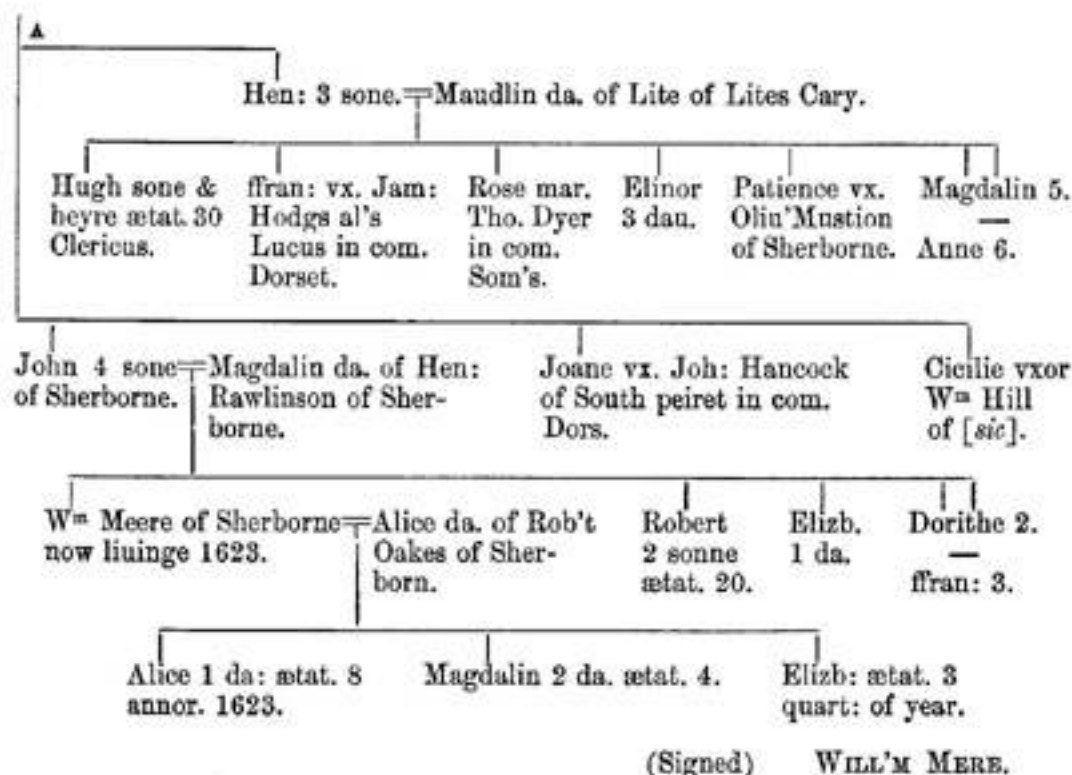 A
Hen: 3 sone. Maudlin da. of Lite of Lites Cary.
Hugh sone &
heyre ætat. 30
Clericus.
ffran: vx. Jam:
Hodgs al's
Lucus in com.
Dorset.
Rose mar.
Tho. Dyer
in com.
Som's.
Elinor
3 dau.
Patience vx.
Oliu'Mustion
of Sherborne.
Magdalin 5.
—
Anne 6.
John 4 sone
of Sherborne.
Magdalin da. of Hen:
Rawlinson of Sher-
borne.
Joane vx. Joh: Hancock
of South peiret in com.
Dors.
Cicilie vxor
Wm Hill
of [sic].
Wm Meere of Sherborne
now liuinge 1623.
Alice da. of Rob't
Oakes of Sher-
born.
Robert
2 sonne
ætat. 20.
Elizb.
1 da.
Dorithe 2.
—
ffran: 3.
Alice 1 da: ætat. 8
annor. 1623.
Magdalin 2 da. ætat. 4.
Elizb: ætat. 3
quart: of year.
(Signed) WILL'M MERE.